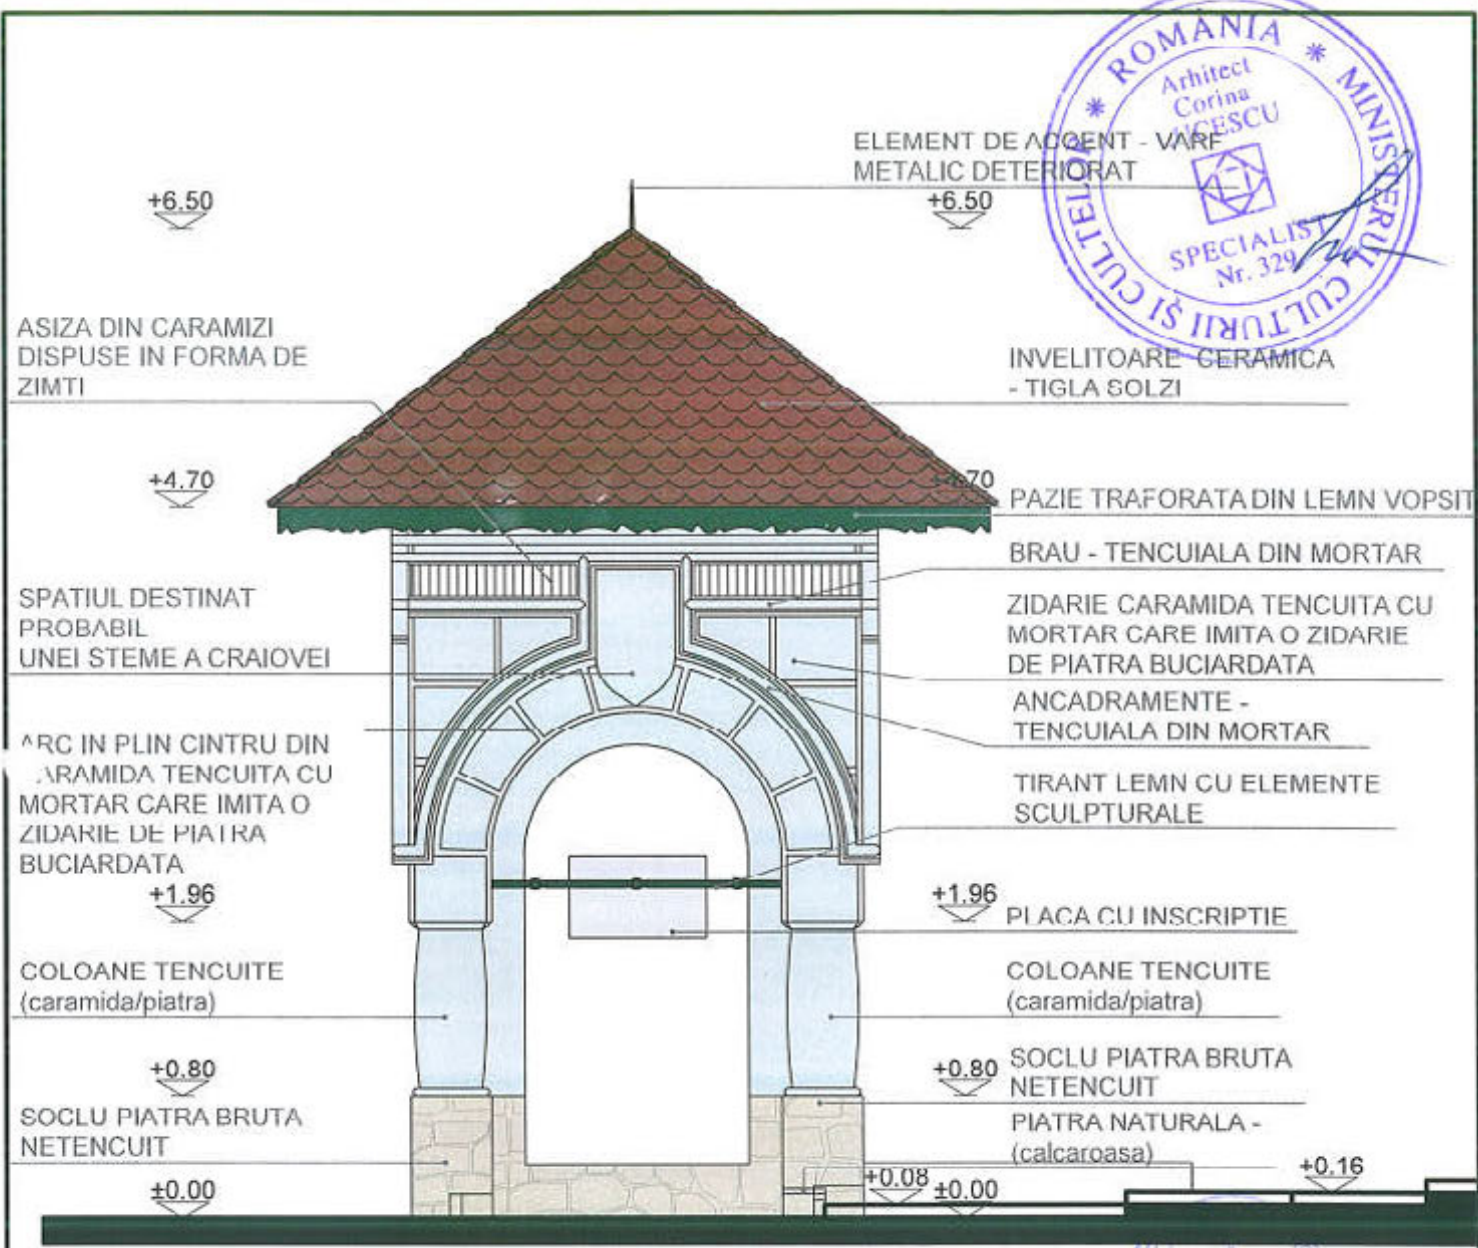 ROMÂNIA * MINISTERUL CULTURII ȘI CULTELOR *
Arhitect
Corina
SPECIALIST
Nr. 329
ELEMENT DE ACCENT - VARF
METALIC DETERIORAT
+6.50
+6.50
ASIZA DIN CARAMIZI
DISPUSE IN FORMA DE
ZIMTI
INVELITOARE CERAMICA
- TIGLA SOLZI
+4.70
PAZIE TRAFORATA DIN LEMN VOPSIT
BRAU - TENCUIALA DIN MORTAR
SPATIUL DESTINAT
PROBABIL
UNEI STEME A CRAIOVEI
ZIDARIE CARAMIDA TENCUITA CU
MORTAR CARE IMITA O ZIDARIE
DE PIATRA BUCIARDATA
ANCADRAMENTE -
TENCUIALA DIN MORTAR
ARC IN PLIN CINTRU DIN
CARAMIDA TENCUITA CU
MORTAR CARE IMITA O
ZIDARIE DE PIATRA
BUCIARDATA
TIRANT LEMN CU ELEMENTE
SCULPTURALE
+1.96
+1.96
PLACA CU INSCRIPTIE
COLOANE TENCUITE
(caramida/piatra)
COLOANE TENCUITE
(caramida/piatra)
+0.80
+0.80
SOCLU PIATRA BRUTA
NETENCUIT
SOCLU PIATRA BRUTA
NETENCUIT
PIATRA NATURALA -
(calcaroasa)
±0.00
+0.08
±0.00
+0.16